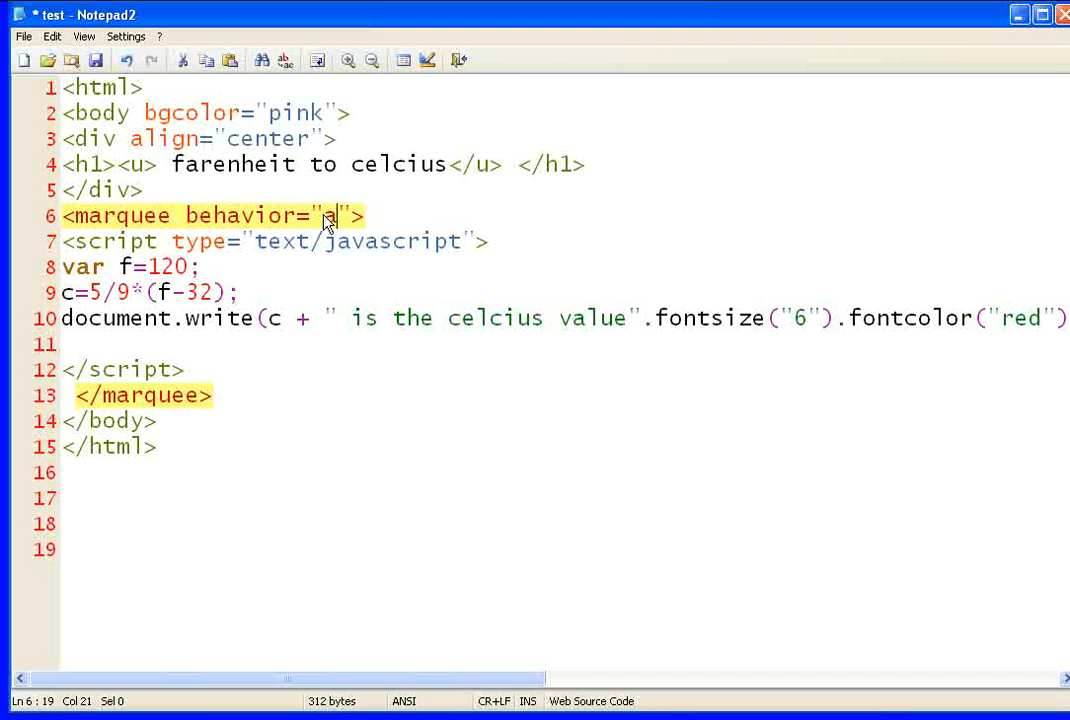 * test - Notepad2
File Edit View Settings ?
1 <html>
2 <body bgcolor="pink">
3 <div align="center">
4 <h1><u> farenheit to celcius</u> </h1>
5 </div>
6 <marquee behavior="a">
7 <script type="text/javascript">
8 var f=120;
9 c=5/9*(f-32);
10 document.write(c + " is the celcius value".fontsize("6").fontcolor("red")
11
12 </script>
13 </marquee>
14 </body>
15 </html>
16
17
18
19
Ln 6 : 19 Col 21 Sel 0 312 bytes ANSI CR+LF INS Web Source Code